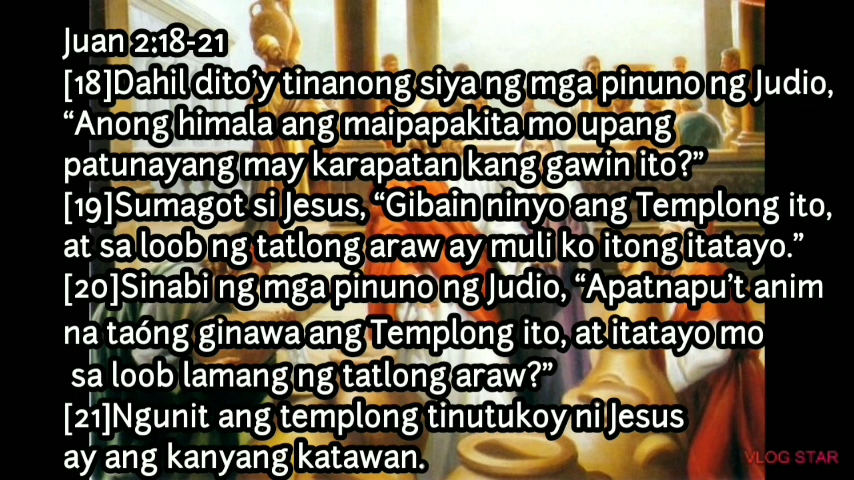 Juan 2:18-21
[18]Dahil dito'y tinanong siya ng mga pinuno ng Judio,
“Anong himala ang maipapakita mo upang
patunayang may karapatan kang gawin ito?”
[19]Sumagot si Jesus, “Gibain ninyo ang Templong ito,
at sa loob ng tatlong araw ay muli ko itong itatayo.”
[20]Sinabi ng mga pinuno ng Judio, “Apatnapu't anim
na taóng ginawa ang Templong ito, at itatayo mo
sa loob lamang ng tatlong araw?”
[21]Ngunit ang templong tinutukoy ni Jesus
ay ang kanyang katawan.
VLOG STAR